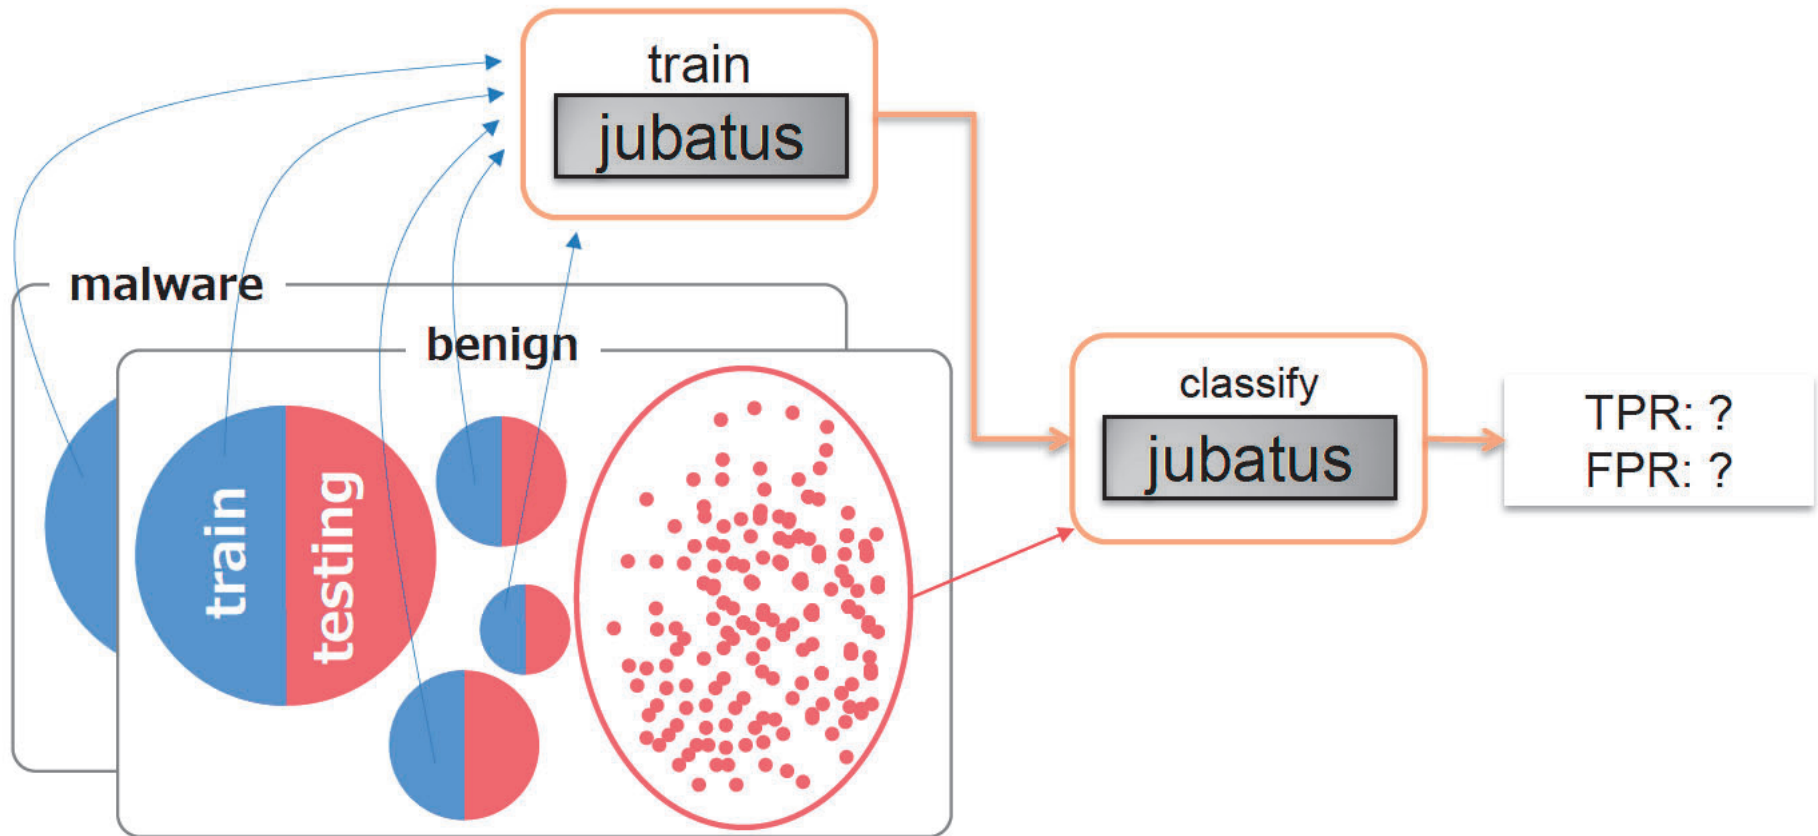 train
jubatus
malware
benign
train
testing
classify
jubatus
TPR: ?
FPR: ?